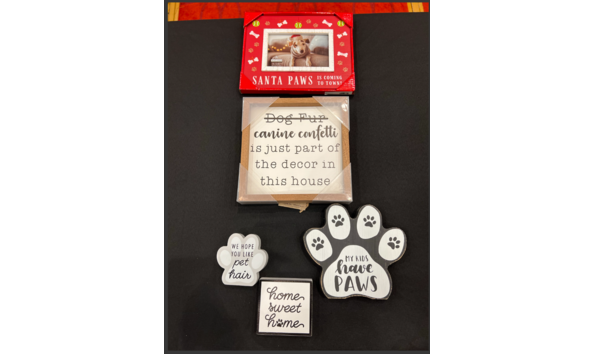 SANTA PAWS IS COMING
TO TOWN!
Dog Fur
canine confetti
is just part of
the decor in
this house
WE HOPE
YOU LIKE
pet
hair
MY KIDS
have
PAWS
home
sweet
home